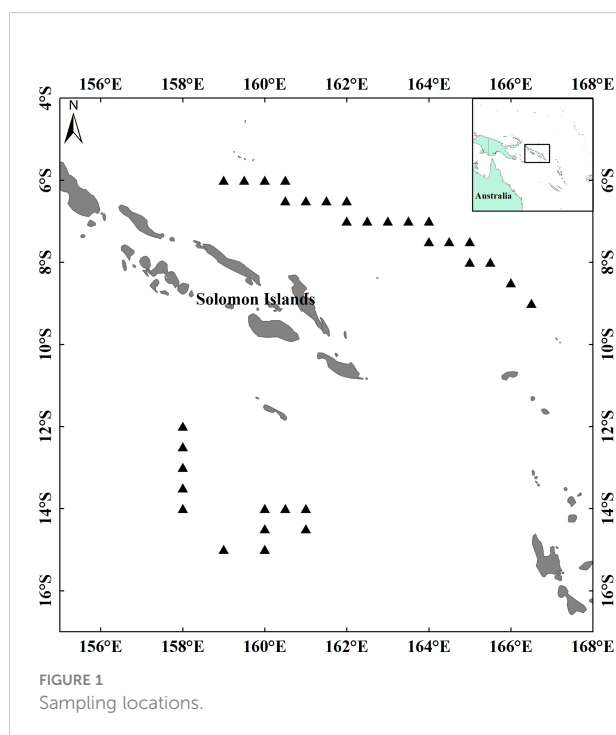 156°E 158°E 160°E 162°E 164°E 166°E 168°E
4°S 4°S
N
Australia
6°S 6°S
8°S 8°S
Solomon Islands
10°S 10°S
12°S 12°S
14°S 14°S
16°S 16°S
156°E 158°E 160°E 162°E 164°E 166°E 168°E
FIGURE 1
Sampling locations.